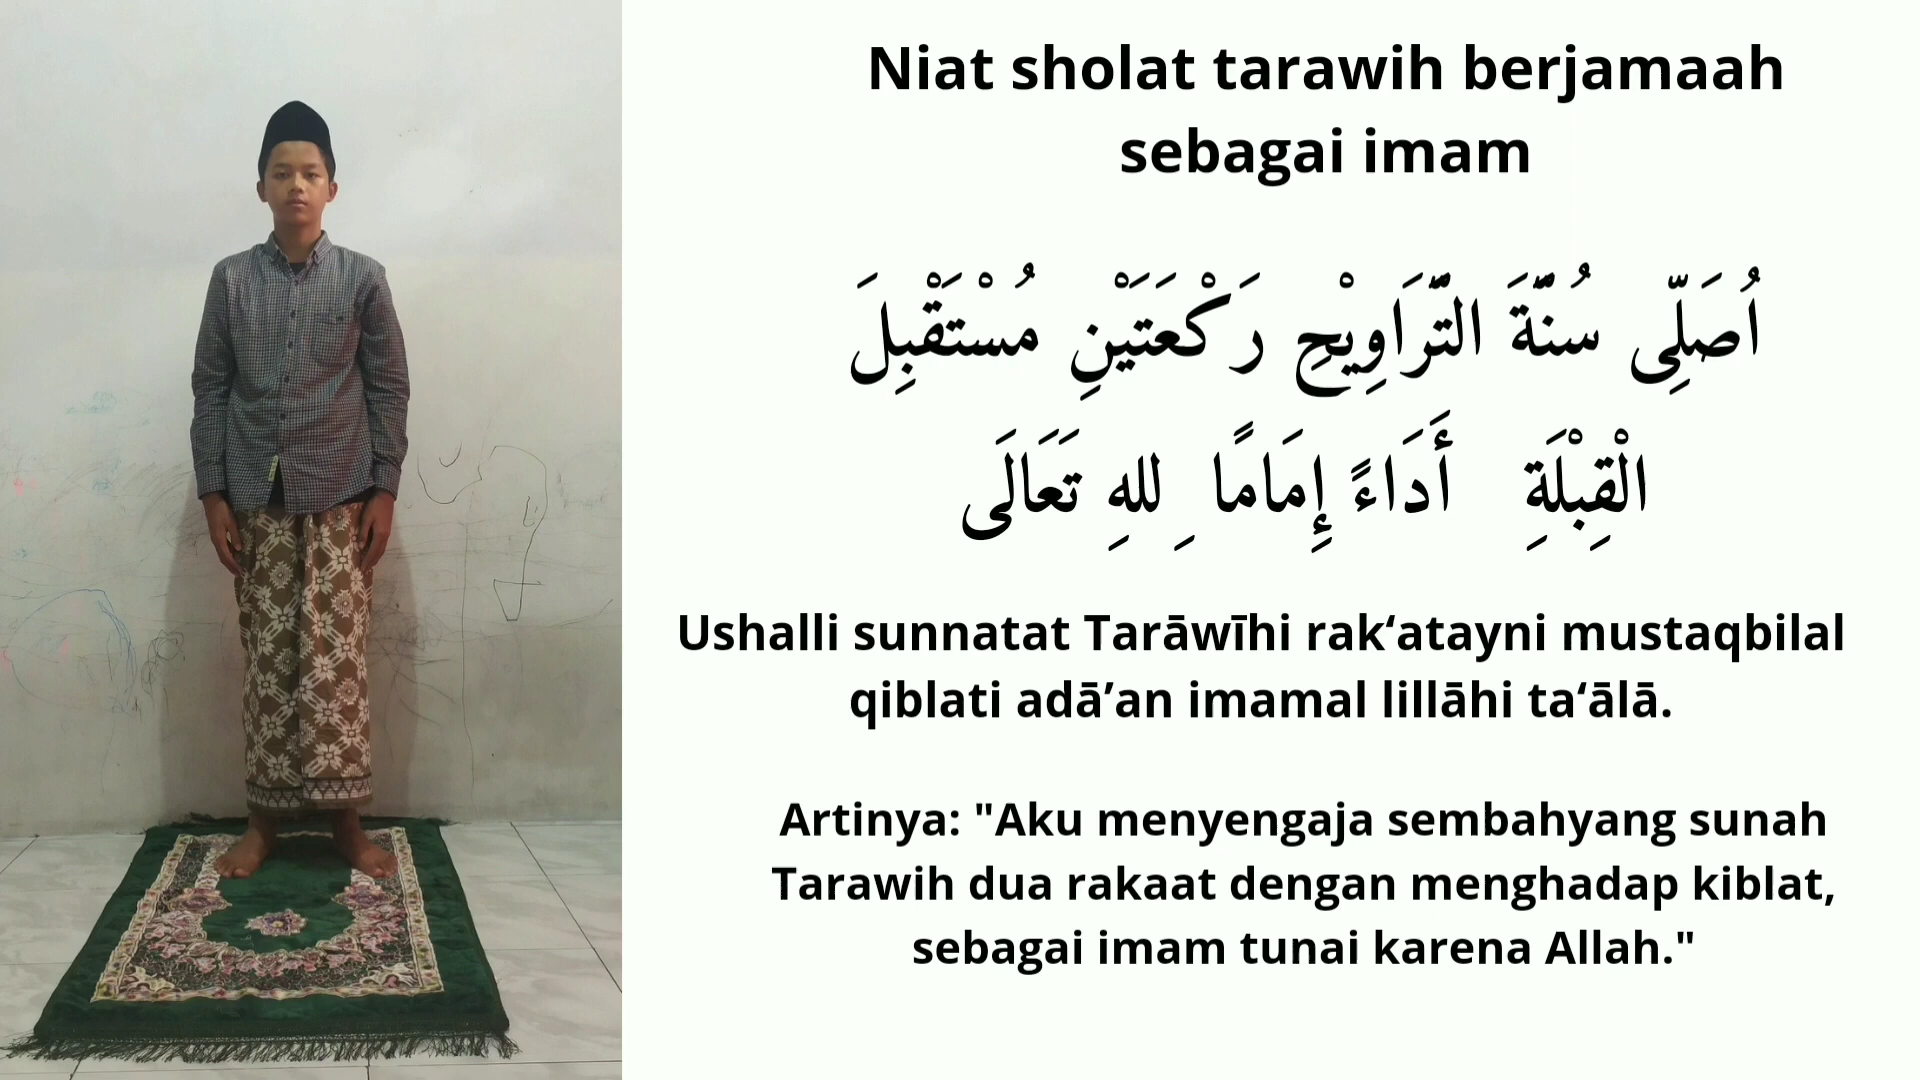 Niat sholat tarawih berjamaah
sebagai imam
اُصَلِّى سُنَّةَ التَّرَاوِيْحِ رَكْعَتَيْنِ مُسْتَقْبِلَ
الْقِبْلَةِ أَدَاءً إِمَامًا ِللهِ تَعَالَى
Ushalli sunnatat Tarāwīhi rak‘atayni mustaqbilal
qiblati adā’an imamal lillāhi ta‘ālā.
Artinya: "Aku menyengaja sembahyang sunah
Tarawih dua rakaat dengan menghadap kiblat,
sebagai imam tunai karena Allah."